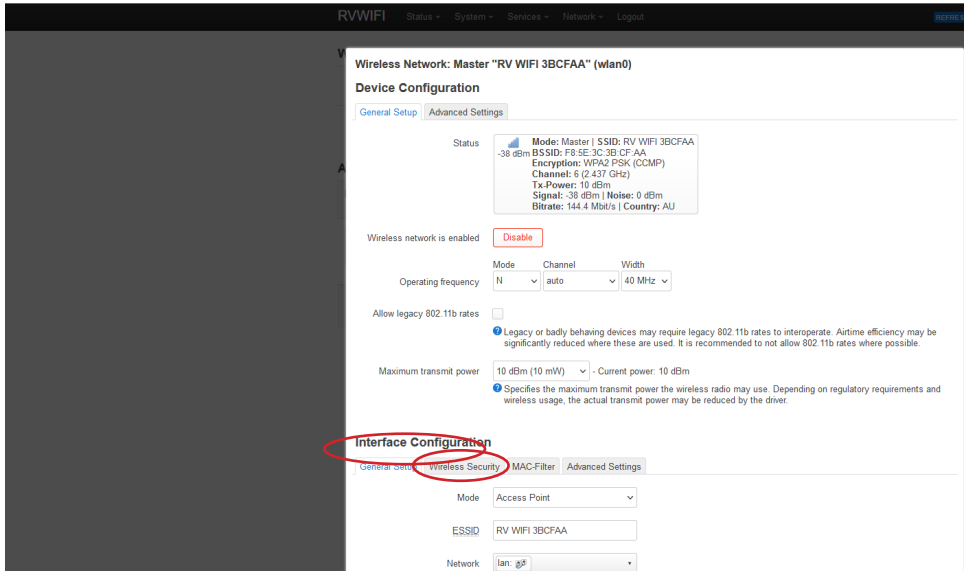 RVWIFI Status System Services Network Logout REFRES
W
Wireless Network: Master "RV WIFI 3BCFAA" (wlan0)
Device Configuration
General Setup Advanced Settings
Status
Mode: Master | SSID: RV WIFI 3BCFAA
-38 dBm BSSID: F8:5E:3C:3B:CF:AA
Encryption: WPA2 PSK (CCMP)
Channel: 6 (2.437 GHz)
Tx-Power: 10 dBm
Signal: -38 dBm | Noise: 0 dBm
Bitrate: 144.4 Mbit/s | Country: AU
A
Wireless network is enabled Disable
Mode Channel Width
Operating frequency N auto 40 MHz
Allow legacy 802.11b rates
Legacy or badly behaving devices may require legacy 802.11b rates to interoperate. Airtime efficiency may be
significantly reduced where these are used. It is recommended to not allow 802.11b rates where possible.
Maximum transmit power 10 dBm (10 mW) - Current power: 10 dBm
Specifies the maximum transmit power the wireless radio may use. Depending on regulatory requirements and
wireless usage, the actual transmit power may be reduced by the driver.
Interface Configuration
General Setup Wireless Security MAC-Filter Advanced Settings
Mode Access Point
ESSID RV WIFI 3BCFAA
Network lan: